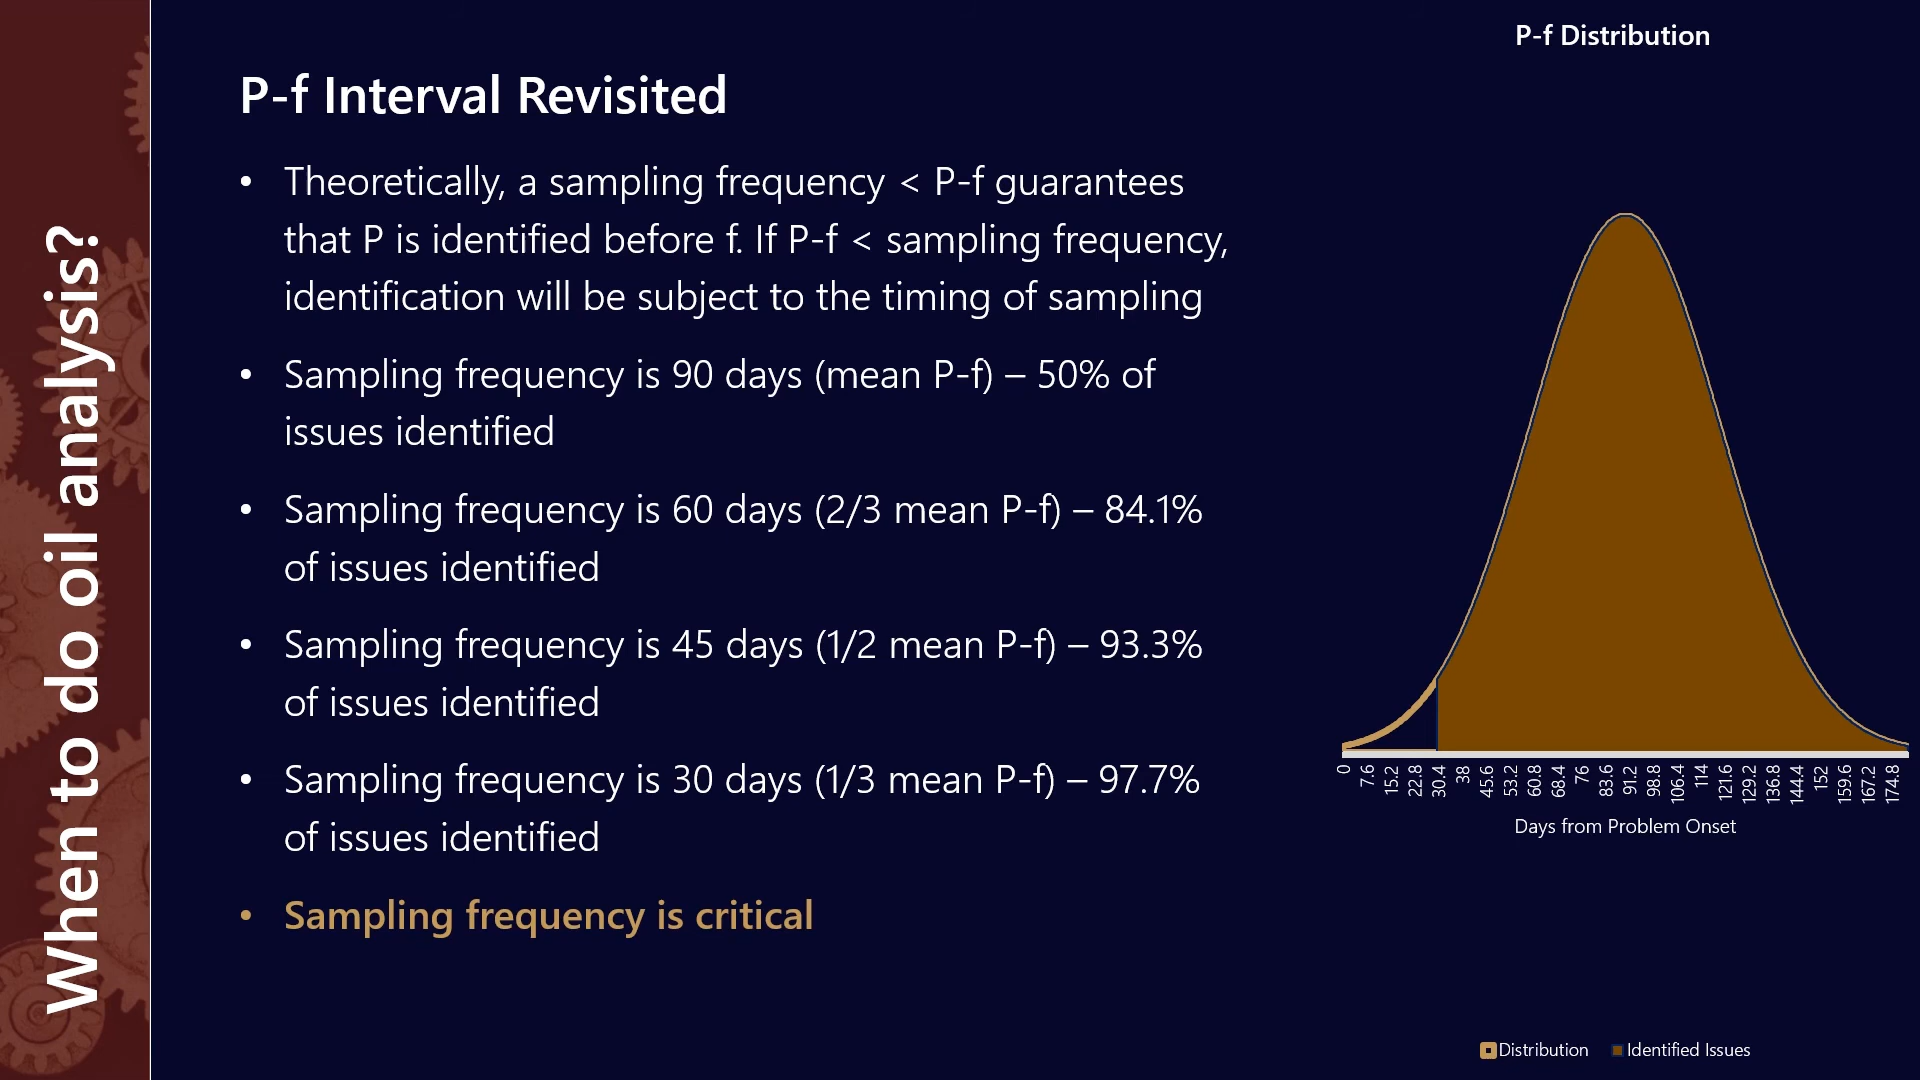 When to do oil analysis?
P-f Interval Revisited
• Theoretically, a sampling frequency < P-f guarantees
that P is identified before f. If P-f < sampling frequency,
identification will be subject to the timing of sampling
• Sampling frequency is 90 days (mean P-f) – 50% of
issues identified
• Sampling frequency is 60 days (2/3 mean P-f) – 84.1%
of issues identified
• Sampling frequency is 45 days (1/2 mean P-f) – 93.3%
of issues identified
• Sampling frequency is 30 days (1/3 mean P-f) – 97.7%
of issues identified
• Sampling frequency is critical
P-f Distribution
0 7.6 15.2 22.8 30.4 38 45.6 53.2 60.8 68.4 76 83.6 91.2 98.8 106.4 114 121.6 129.2 136.8 144.4 152 159.6 167.2 174.8
Days from Problem Onset
Distribution Identified Issues